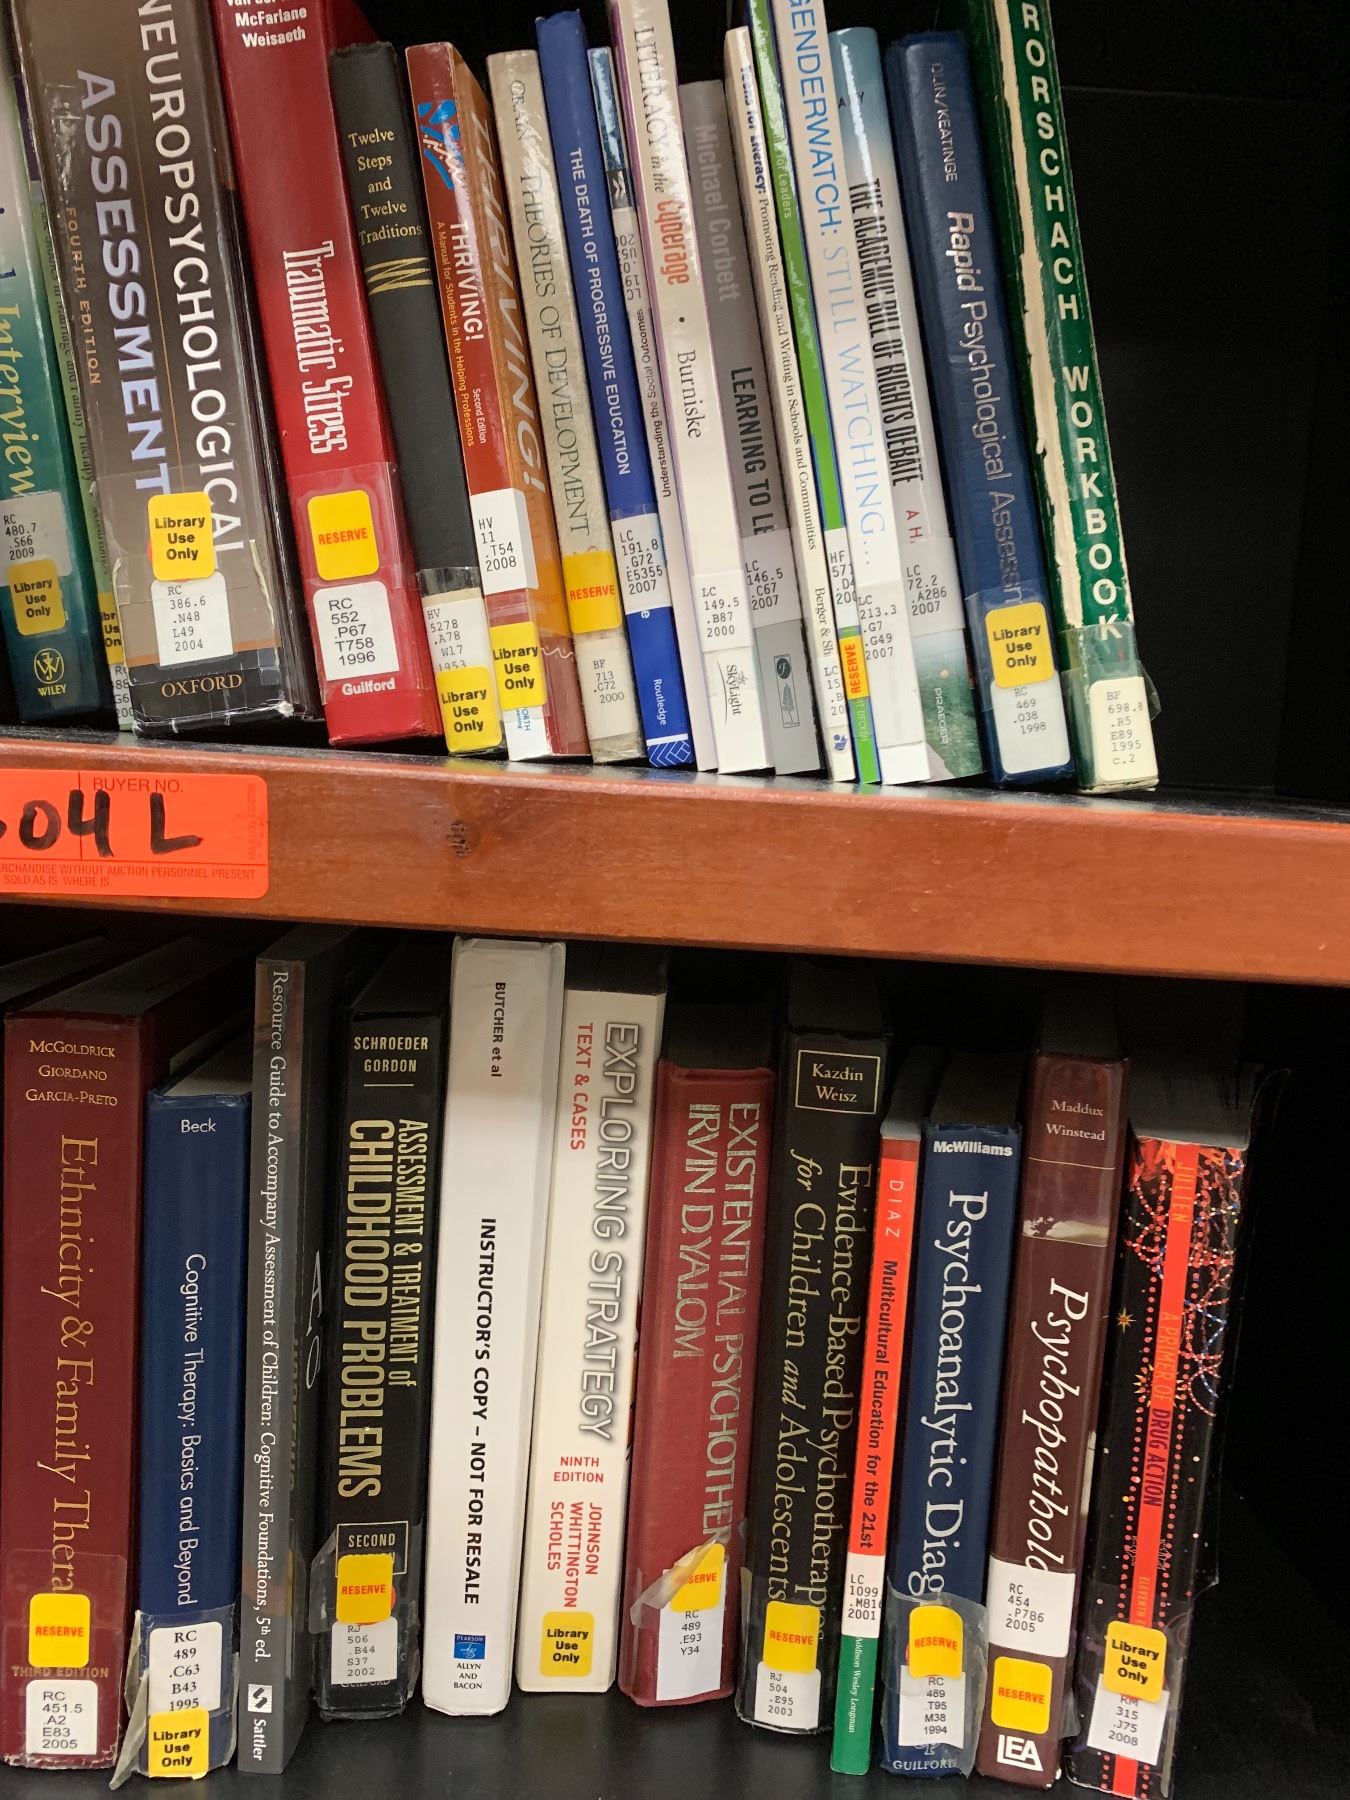 Interview
RC
480.7
.S66
2009
Library
Use
Only
WILEY
NEUROPSYCHOLOGICAL
ASSESSMENT
FOURTH EDITION
Library
Use
Only
RC
386.6
.N48
L49
2004
OXFORD
McFarlane
Weisaeth
Traumatic Stress
RESERVE
RC
552
.P67
T758
1996
Guilford
Twelve
Steps
and
Twelve
Traditions
HV
5278
.A78
W17
1953
Library
Use
Only
THRIVING!
A Manual for Students in the Helping Professions
Second Edition
THRIVING!
HV
11
.T54
2008
Library
Use
Only
THEORIES OF DEVELOPMENT
RESERVE
BF
713
.C72
2000
THE DEATH OF PROGRESSIVE EDUCATION
LC
191.8
.G72
E5355
2007
Routledge
Understanding the Social Outcomes
LITERACY in the Cyberage • Burniske
LC
149.5
.B87
2000
SkyLight
Michael Corbett
LEARNING TO LE
LC
146.5
.C67
2007
for Literacy: Promoting Reading and Writing in Schools and Communities
Berger & Sh
for Leaders
HF
RESERVE
GENDERWATCH: STILL WATCHING...
LC
213.3
.G7
.G49
2007
THE ACADEMIC BILL OF RIGHTS DEBATE
A H.
LC
72.2
.A286
2007
PRAEGER
OLIN/KEATINGE
Rapid Psychological Assessm
Library
Use
Only
RC
469
.O38
1998
RORSCHACH WORKBOOK
BF
698.8
.R5
E89
1995
c.2
BUYER NO.
604 L
MERCHANDISE WITHOUT AUCTION PERSONNEL PRESENT
SOLD AS IS, WHERE IS
McGoldrick
Giordano
Garcia-Preto
Ethnicity & Family Thera
RESERVE
THIRD EDITION
RC
451.5
.A2
E83
2005
Beck
Cognitive Therapy: Basics and Beyond
RC
489
.C63
B43
1995
Library
Use
Only
Resource Guide to Accompany Assessment of Children: Cognitive Foundations, 5th ed.
Sattler
SCHROEDER
GORDON
ASSESSMENT & TREATMENT of
CHILDHOOD PROBLEMS
SECOND
RESERVE
RJ
506
.B44
S37
2002
GUILFORD
BUTCHER et al
INSTRUCTOR'S COPY – NOT FOR RESALE
PEARSON
ALLYN
AND
BACON
EXPLORING STRATEGY
TEXT & CASES
NINTH
EDITION
JOHNSON
WHITTINGTON
SCHOLES
Library
Use
Only
EXISTENTIAL PSYCHOTHER
IRVIN D. YALOM
RESERVE
RC
489
.E93
Y34
Kazdin
Weisz
Evidence-Based Psychotherapies
for Children and Adolescents
RESERVE
RJ
504
.E95
2003
DIAZ Multicultural Education for the 21st
LC
1099
.M816
2001
Addison Wesley Longman
McWilliams
Psychoanalytic Diag
RESERVE
RC
489
T95
M38
1994
GUILFORD
Maddux
Winstead
Psychopathol
RC
454
.P786
2005
RESERVE
LEA
JULIEN
A PRIMER OF DRUG ACTION
ELEVENTH
Library
Use
Only
RM
315
.J75
2008